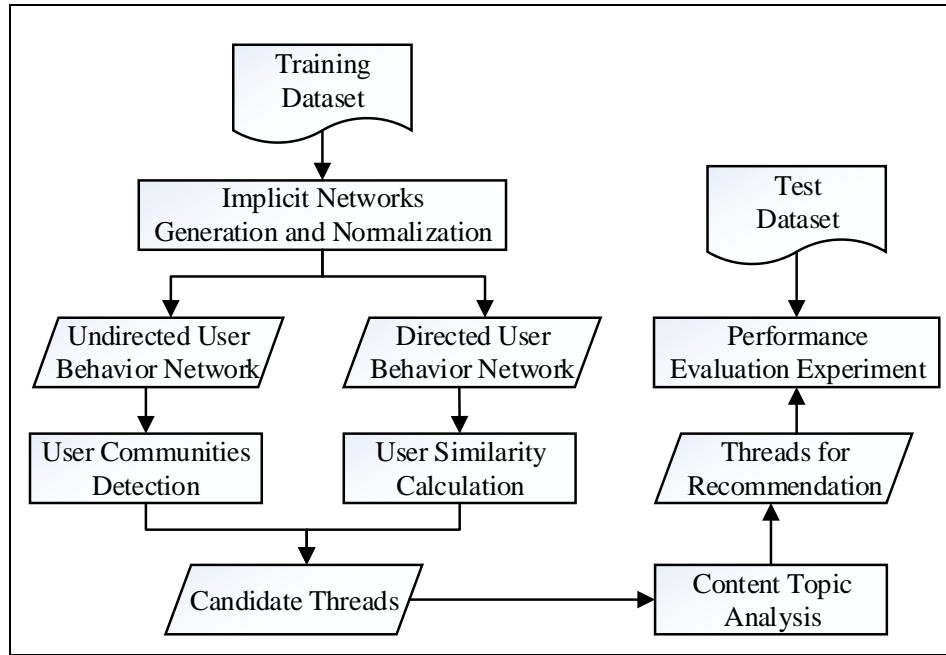 Training
Dataset
Implicit Networks
Generation and Normalization
Undirected User
Behavior Network
Directed User
Behavior Network
User Communities
Detection
User Similarity
Calculation
Candidate Threads
Test
Dataset
Performance
Evaluation Experiment
Threads for
Recommendation
Content Topic
Analysis